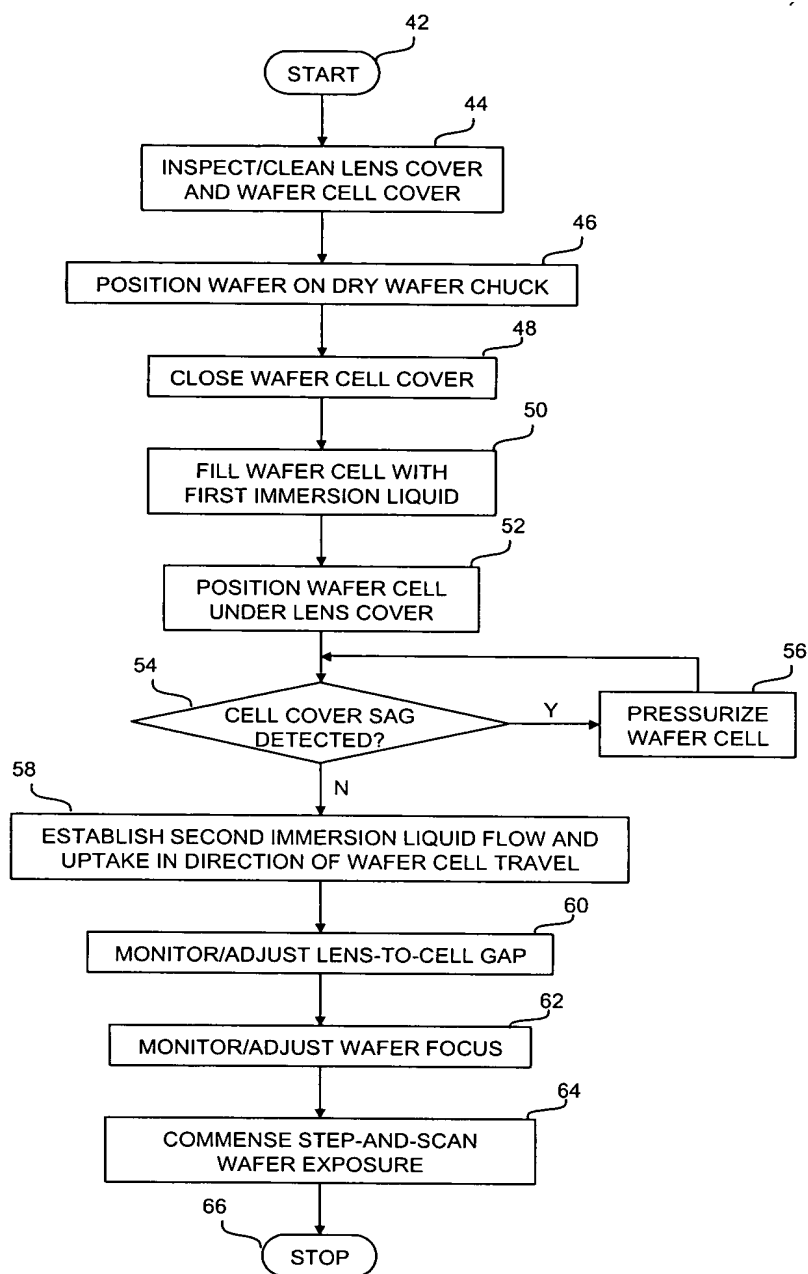 42
START
44
INSPECT/CLEAN LENS COVER
AND WAFER CELL COVER
46
POSITION WAFER ON DRY WAFER CHUCK
48
CLOSE WAFER CELL COVER
50
FILL WAFER CELL WITH
FIRST IMMERSION LIQUID
52
POSITION WAFER CELL
UNDER LENS COVER
54
CELL COVER SAG
DETECTED?
Y
56
PRESSURIZE
WAFER CELL
N
58
ESTABLISH SECOND IMMERSION LIQUID FLOW AND
UPTAKE IN DIRECTION OF WAFER CELL TRAVEL
60
MONITOR/ADJUST LENS-TO-CELL GAP
62
MONITOR/ADJUST WAFER FOCUS
64
COMMENSE STEP-AND-SCAN
WAFER EXPOSURE
66
STOP